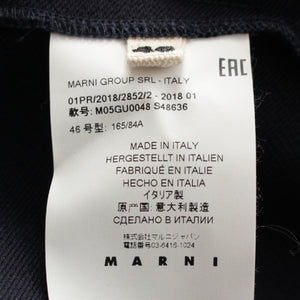 44
MARNI GROUP SRL - ITALY
EAC
01PR/2018/2852/2 - 2018 01
款号: M05GU0048 S48636
46 号型: 165/84A
MADE IN ITALY
HERGESTELLT IN ITALIEN
FABRIQUÉ EN ITALIE
HECHO EN ITALIA
イタリア製
原产国: 意大利制造
СДЕЛАНО В ИТАЛИИ
株式会社マルニジャパン
電話番号03-6416-1024
MARNI